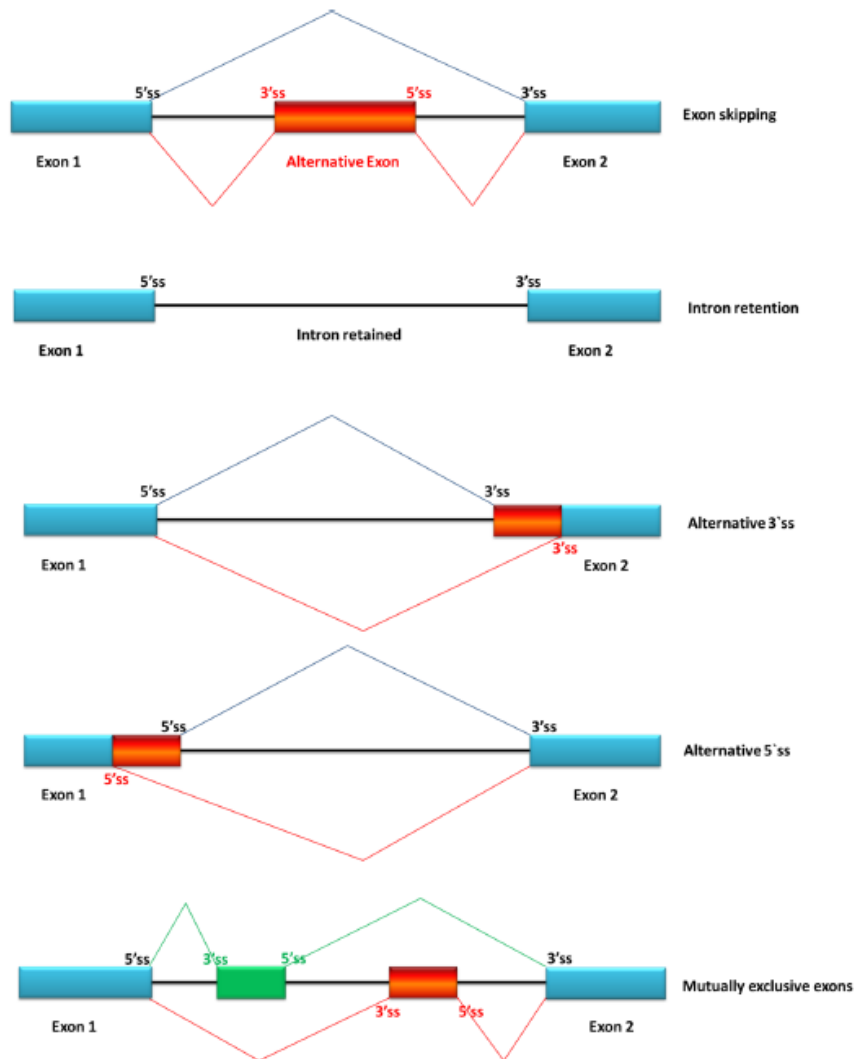 5'ss 3'ss 5'ss 3'ss
Exon skipping
Exon 1 Alternative Exon Exon 2
5'ss 3'ss
Intron retention
Intron retained
Exon 1 Exon 2
5'ss 3'ss
Alternative 3`ss
3'ss
Exon 1 Exon 2
5'ss 3'ss
Alternative 5`ss
5'ss
Exon 1 Exon 2
5'ss 3'ss 5'ss 3'ss
Mutually exclusive exons
3'ss 5'ss
Exon 1 Exon 2